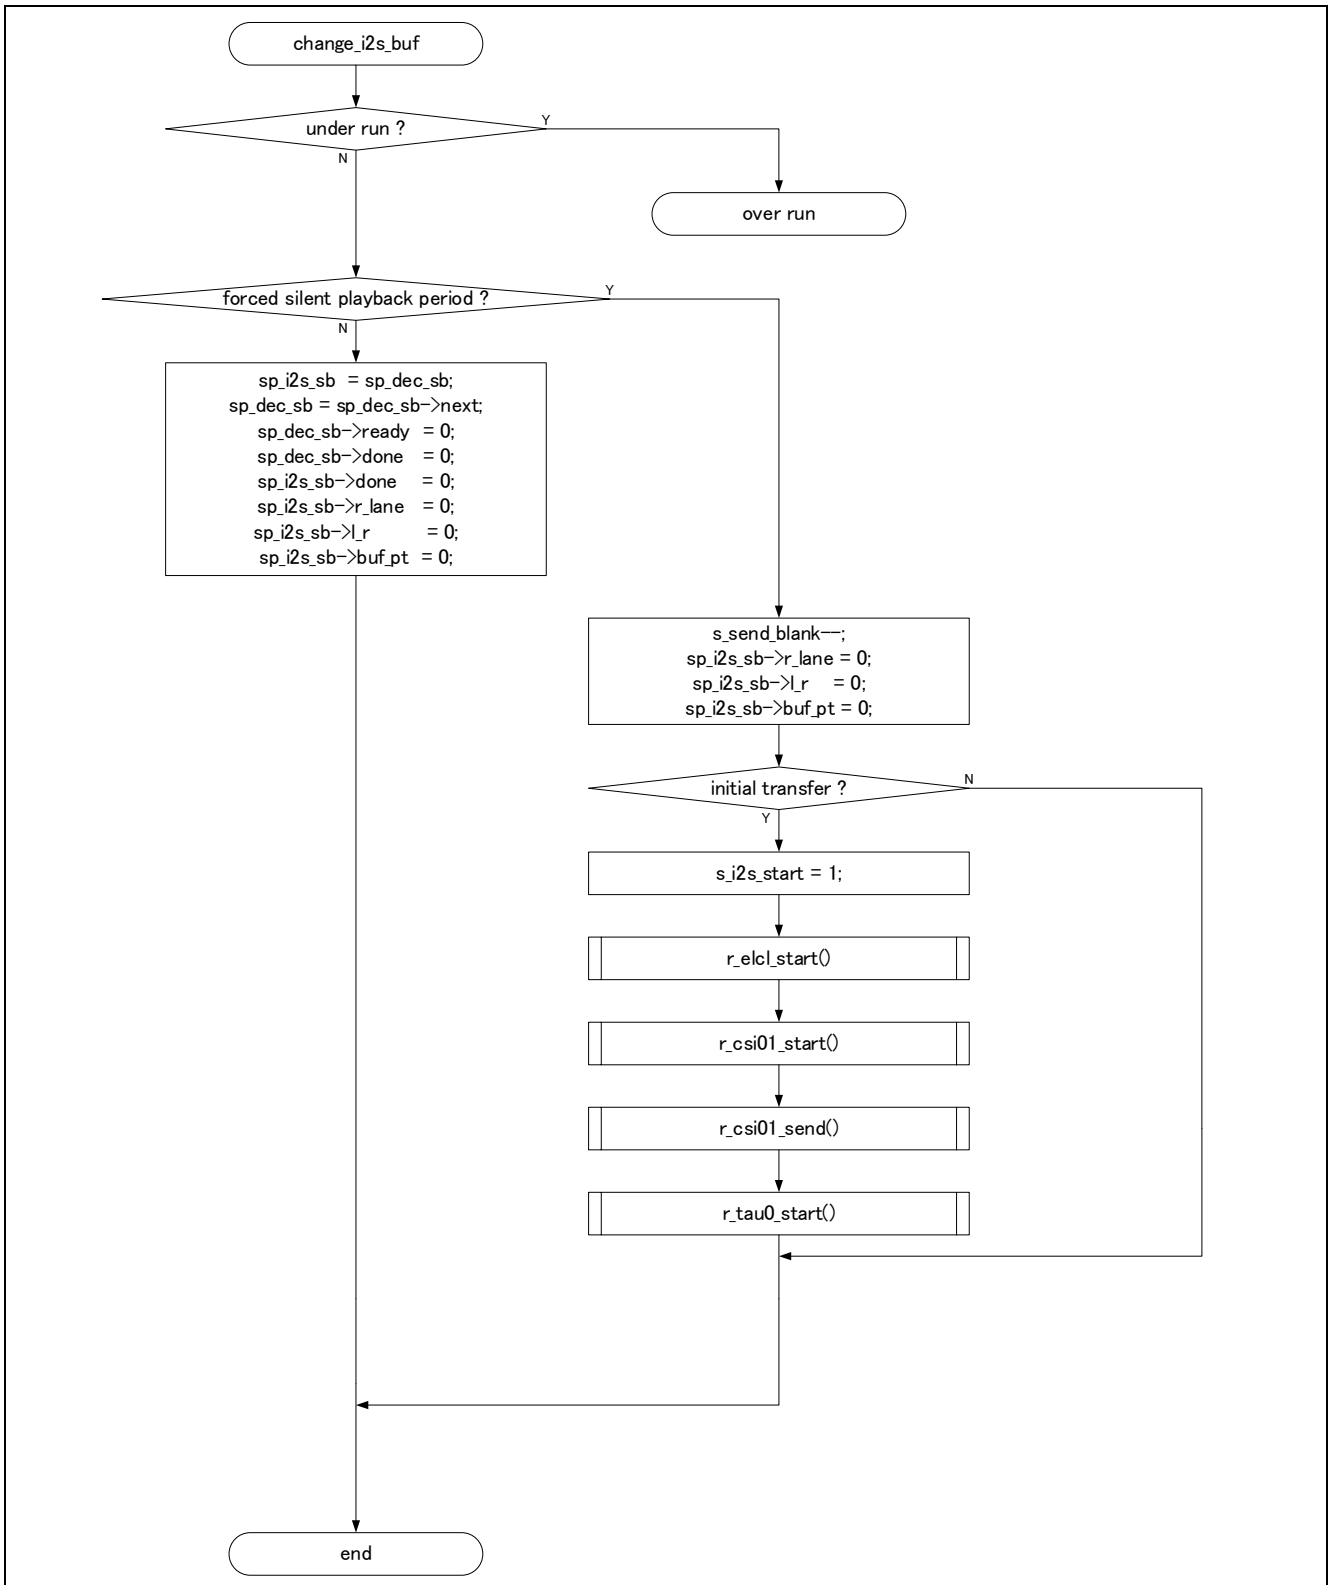 change_i2s_buf
under run ?
Y
N
over run
forced silent playback period ?
Y
N
sp_i2s_sb = sp_dec_sb;
sp_dec_sb = sp_dec_sb->next;
sp_dec_sb->ready = 0;
sp_dec_sb->done = 0;
sp_i2s_sb->done = 0;
sp_i2s_sb->r_lane = 0;
sp_i2s_sb->l_r = 0;
sp_i2s_sb->buf_pt = 0;
s_send_blank--;
sp_i2s_sb->r_lane = 0;
sp_i2s_sb->l_r = 0;
sp_i2s_sb->buf_pt = 0;
initial transfer ?
N
Y
s_i2s_start = 1;
r_elcl_start()
r_csi01_start()
r_csi01_send()
r_tau0_start()
end